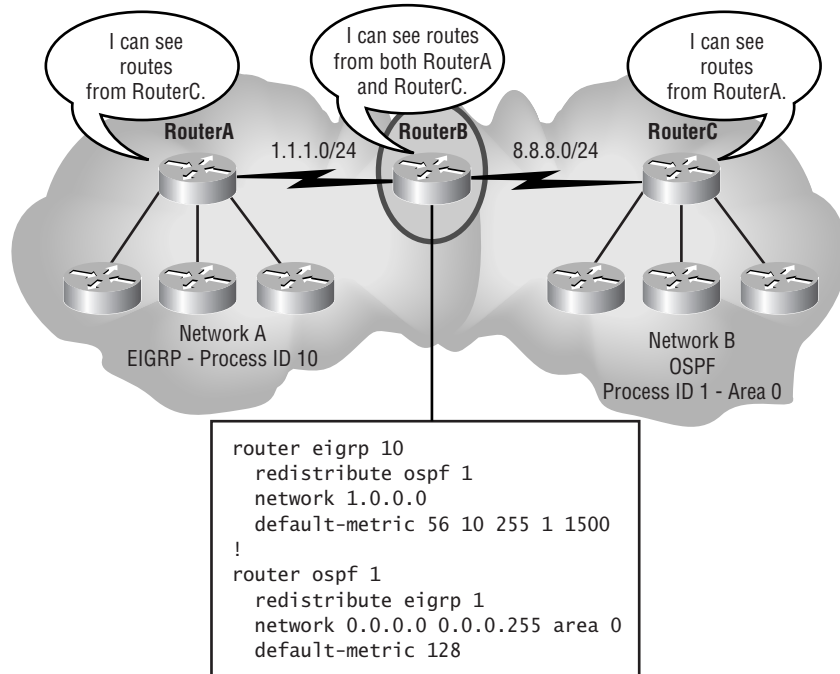 I can see
routes
from RouterC.
I can see routes
from both RouterA
and RouterC.
I can see
routes
from RouterA.
RouterA
1.1.1.0/24
RouterB
8.8.8.0/24
RouterC
Network A
EIGRP - Process ID 10
Network B
OSPF
Process ID 1 - Area 0
router eigrp 10
redistribute ospf 1
network 1.0.0.0
default-metric 56 10 255 1 1500
!
router ospf 1
redistribute eigrp 1
network 0.0.0.0 0.0.0.255 area 0
default-metric 128